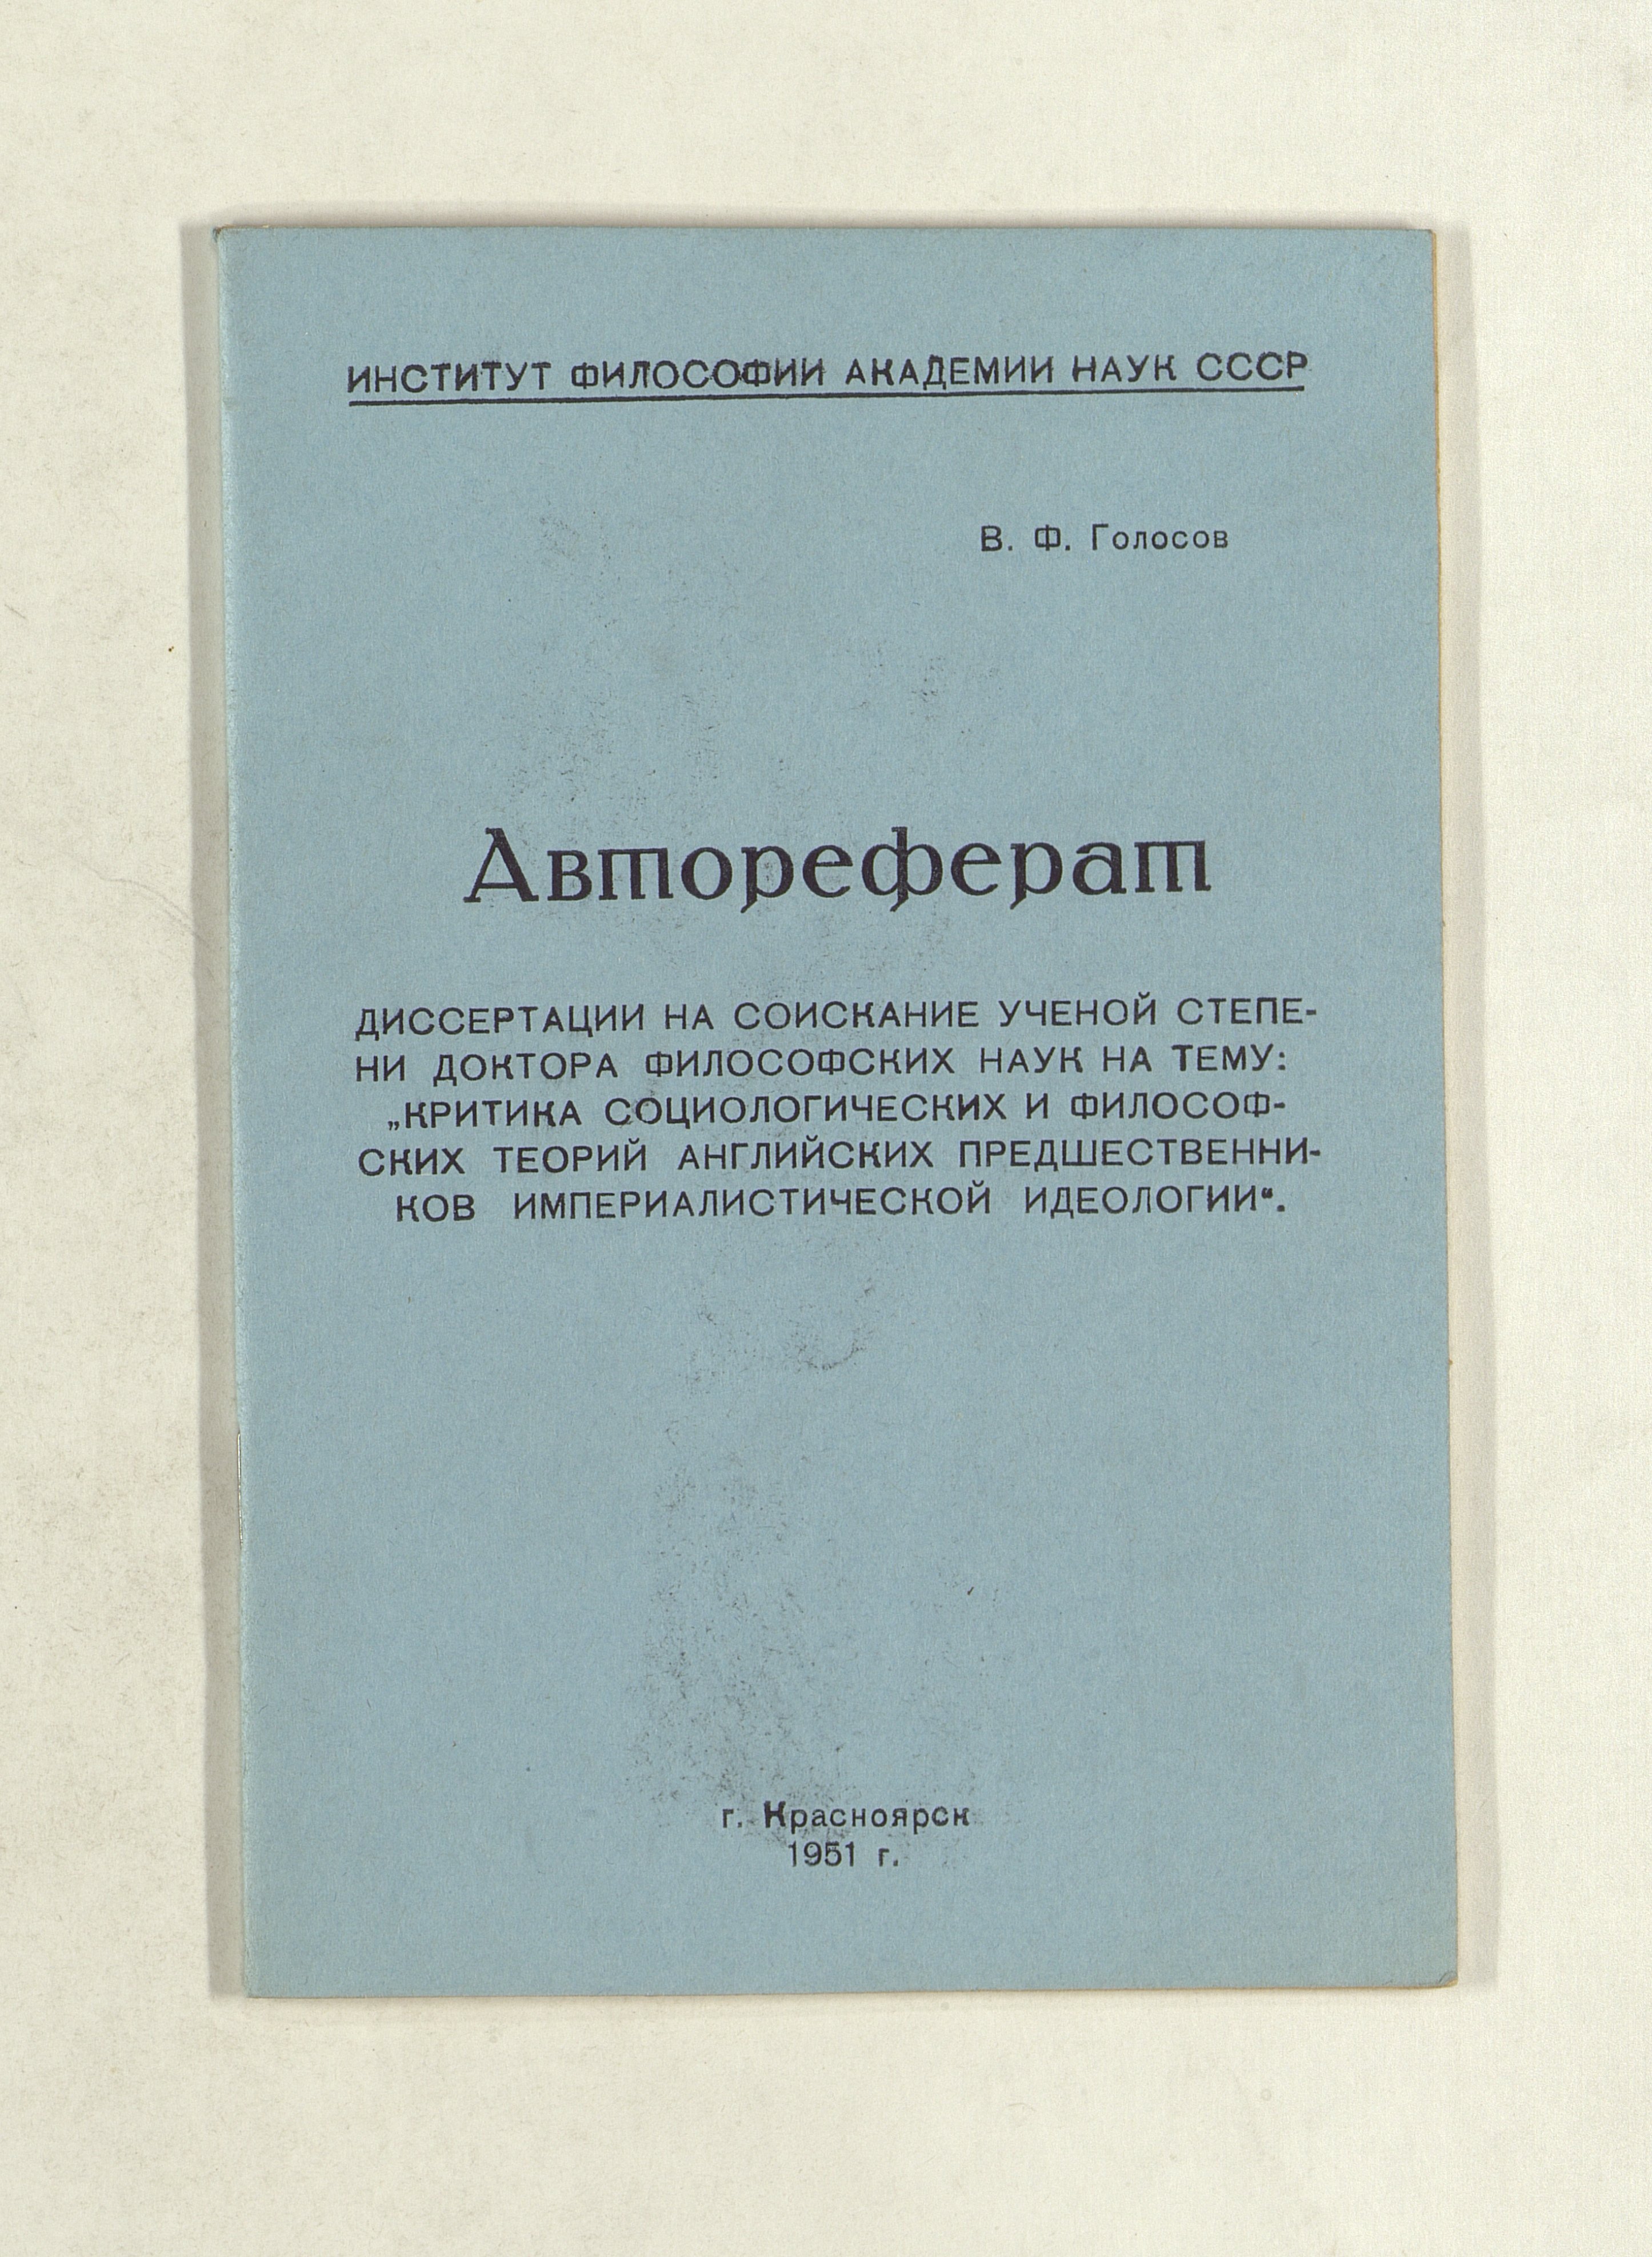 ИНСТИТУТ ФИЛОСОФИИ АКАДЕМИИ НАУК СССР
В. Ф. Голосов
Автореферат
ДИССЕРТАЦИИ НА СОИСКАНИЕ УЧЕНОЙ СТЕПЕ-
НИ ДОКТОРА ФИЛОСОФСКИХ НАУК НА ТЕМУ:
„КРИТИКА СОЦИОЛОГИЧЕСКИХ И ФИЛОСОФ-
СКИХ ТЕОРИЙ АНГЛИЙСКИХ ПРЕДШЕСТВЕННИ-
КОВ ИМПЕРИАЛИСТИЧЕСКОЙ ИДЕОЛОГИИ“.
г. Красноярск
1951 г.